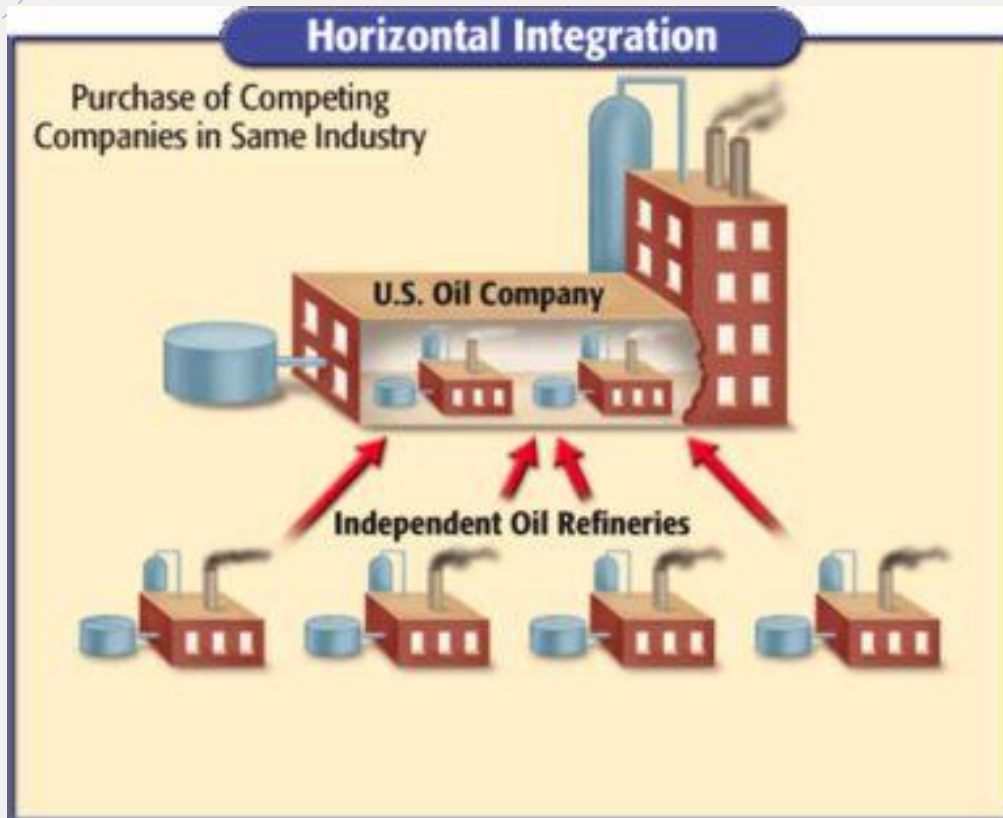 Horizontal Integration
Purchase of Competing
Companies in Same Industry
U.S. Oil Company
Independent Oil Refineries